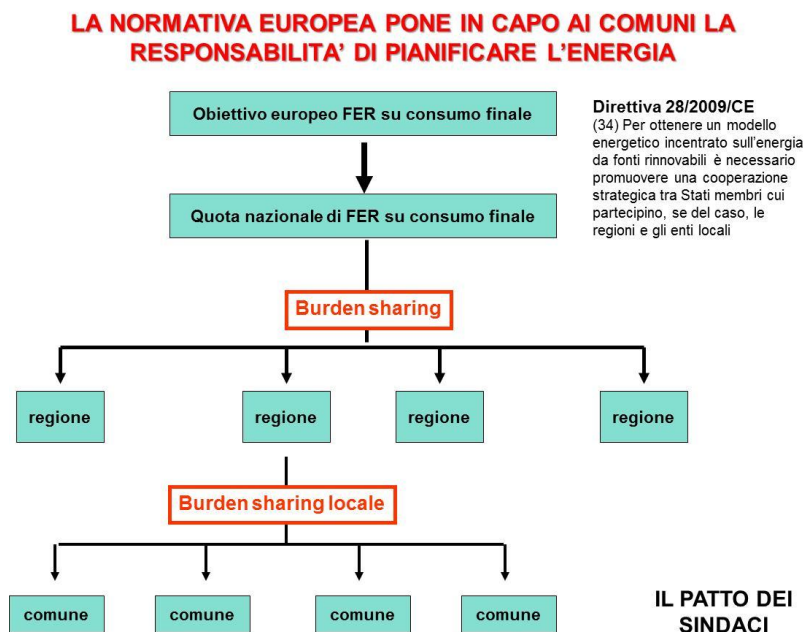 LA NORMATIVA EUROPEA PONE IN CAPO AI COMUNI LA
RESPONSABILITA' DI PIANIFICARE L'ENERGIA
Obiettivo europeo FER su consumo finale
Direttiva 28/2009/CE
(34) Per ottenere un modello
energetico incentrato sull'energia
da fonti rinnovabili è necessario
promuovere una cooperazione
strategica tra Stati membri cui
partecipino, se del caso, le
regioni e gli enti locali
Quota nazionale di FER su consumo finale
Burden sharing
regione
regione
regione
regione
Burden sharing locale
comune
comune
comune
comune
IL PATTO DEI
SINDACI